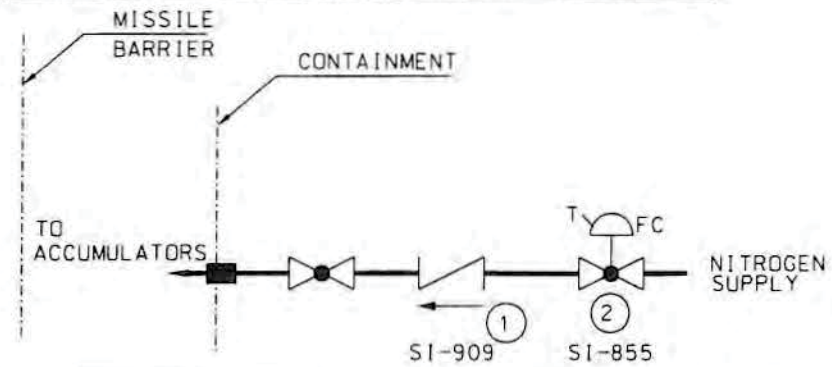 MISSILE
BARRIER
CONTAINMENT
TO
ACCUMULATORS
T
FC
NITROGEN
SUPPLY
1
2
SI-909
SI-855